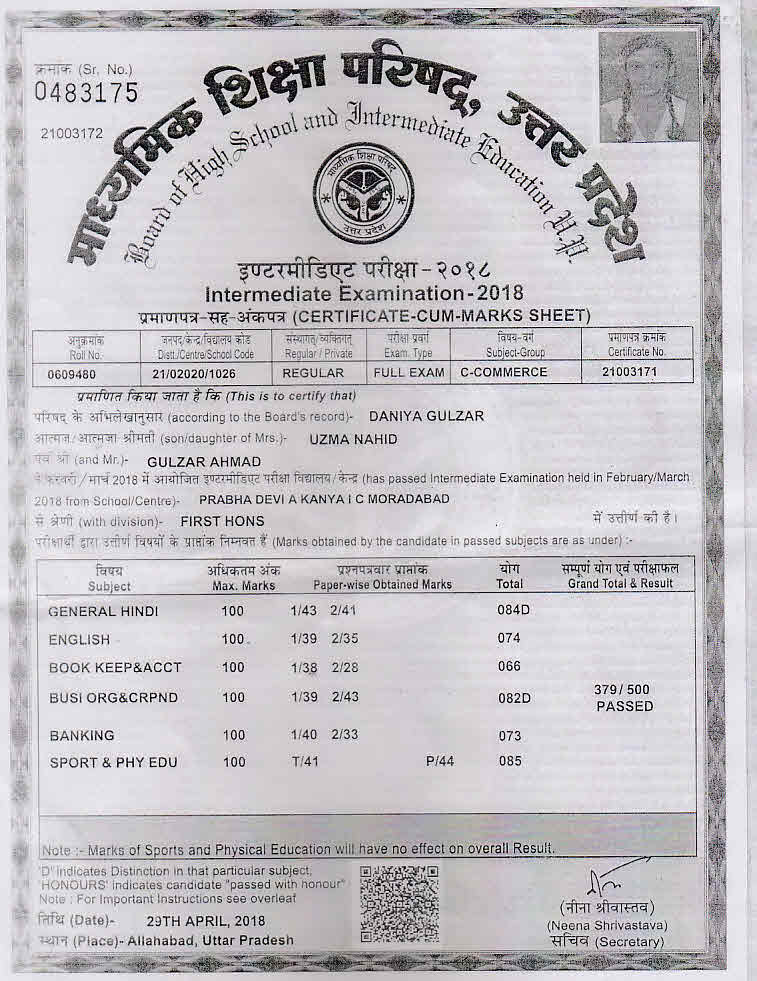 क्रमांक (Sr. No.)
0483175
21003172
माध्यमिक शिक्षा परिषद्, उत्तर प्रदेश
Board of High School and Intermediate Education U.P.
माध्यमिक शिक्षा परिषद
उत्तर प्रदेश
इण्टरमीडिएट परीक्षा - २०१८
Intermediate Examination - 2018
प्रमाणपत्र-सह-अंकपत्र (CERTIFICATE-CUM-MARKS SHEET)
अनुक्रमांक जनपद/केन्द्र/विद्यालय कोड संस्थागत/व्यक्तिगत परीक्षा प्रवर्ग विषय-वर्ग प्रमाणपत्र क्रमांक
Roll No. Distt./Centre/School Code Regular / Private Exam. Type Subject-Group Certificate No.
0609480 21/02020/1026 REGULAR FULL EXAM C-COMMERCE 21003171
प्रमाणित किया जाता है कि (This is to certify that)
परिषद के अभिलेखानुसार (according to the Board's record)- DANIYA GULZAR
आत्मज/आत्मजा श्रीमती (son/daughter of Mrs.)- UZMA NAHID
एवं श्री (and Mr.)- GULZAR AHMAD
फरवरी/मार्च 2018 में आयोजित इण्टरमीडिएट परीक्षा विद्यालय/केन्द्र (has passed Intermediate Examination held in February/March
2018 from School/Centre)- PRABHA DEVI A KANYA I C MORADABAD
से श्रेणी (with division)- FIRST HONS में उत्तीर्ण की है।
परीक्षार्थी द्वारा उत्तीर्ण विषयों के प्राप्तांक निम्नवत हैं (Marks obtained by the candidate in passed subjects are as under) :-
विषय अधिकतम अंक प्रश्नपत्रवार प्राप्तांक योग सम्पूर्ण योग एवं परीक्षाफल
Subject Max. Marks Paper-wise Obtained Marks Total Grand Total & Result
GENERAL HINDI 100 1/43 2/41 084D
ENGLISH 100 1/39 2/35 074
BOOK KEEP&ACCT 100 1/38 2/28 066
BUSI ORG&CRPND 100 1/39 2/43 082D 379/500
PASSED
BANKING 100 1/40 2/33 073
SPORT & PHY EDU 100 T/41 P/44 085
Note :- Marks of Sports and Physical Education will have no effect on overall Result.
'D' indicates Distinction in that particular subject,
'HONOURS' indicates candidate "passed with honour"
Note : For Important Instructions see overleaf
तिथि (Date)- 29TH APRIL, 2018
स्थान (Place)- Allahabad, Uttar Pradesh
(नीना श्रीवास्तव)
(Neena Shrivastava)
सचिव (Secretary)